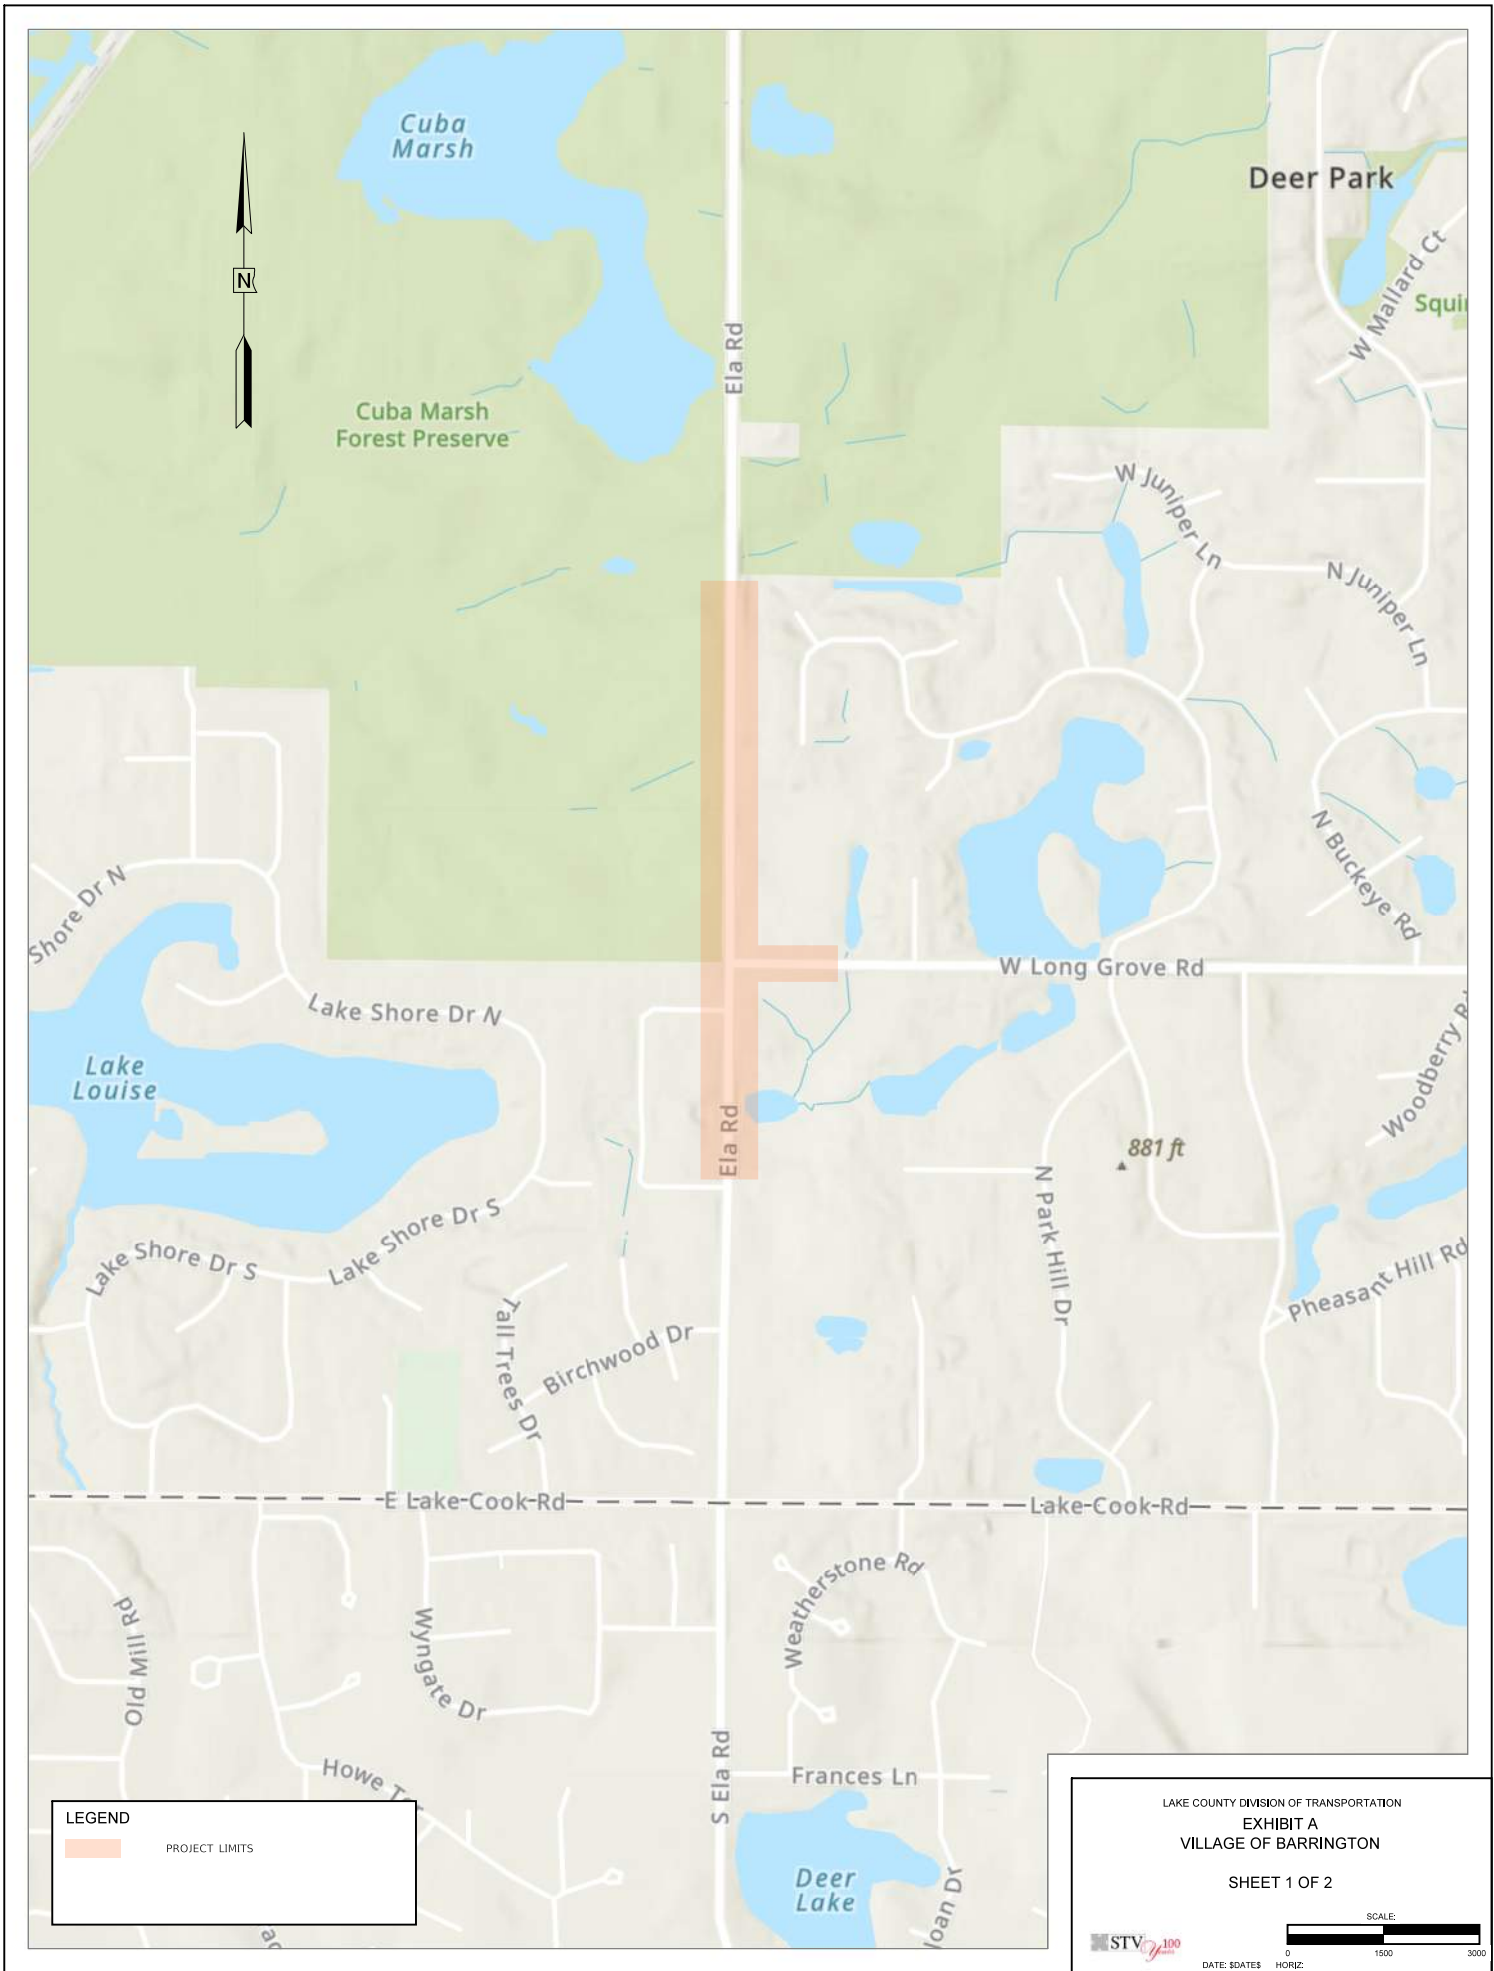 Cuba
Marsh
Deer Park
N
W Mallard Ct
Squi
Ela Rd
Cuba Marsh
Forest Preserve
W Juniper Ln
N Juniper Ln
N Buckeye Rd
Shore Dr N
W Long Grove Rd
Lake Shore Dr N
Lake
Louise
Woodberry R
Ela Rd
881 ft
N Park Hill Dr
Lake Shore Dr S
Lake Shore Dr S
Pheasant Hill Rd
Tall Trees Dr
Birchwood Dr
E Lake-Cook-Rd
Lake-Cook-Rd
Weatherstone Rd
Old Mill Rd
Wyngate Dr
S Ela Rd
Howe Ter
Frances Ln
Deer
Lake
loan Dr
LEGEND
PROJECT LIMITS
LAKE COUNTY DIVISION OF TRANSPORTATION
EXHIBIT A
VILLAGE OF BARRINGTON
SHEET 1 OF 2
SCALE:
STV 100
Years
0 1500 3000
DATE: $DATE$ HORIZ: